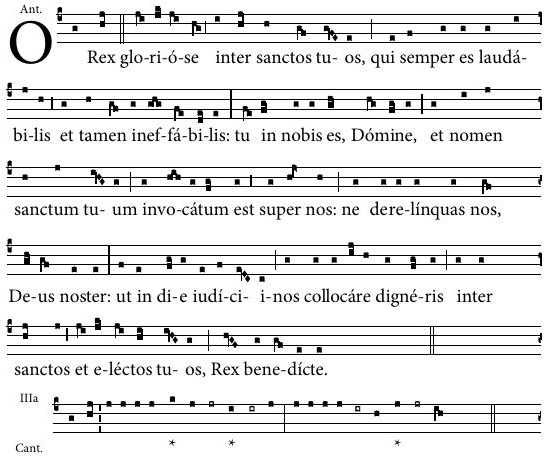 Ant.
O Rex glo-ri-ó-se inter sanctos tu- os, qui semper es laudá-
bi-lis et tamen inef-fá-bi-lis: tu in nobis es, Dómine, et nomen
sanctum tu- um invo-cátum est super nos: ne dere-línquas nos,
De-us noster: ut in di-e iudí-ci- i-nos collocáre digné-ris inter
sanctos et e-léctos tu- os, Rex bene-dícte.
IIIa
* * *
Cant.